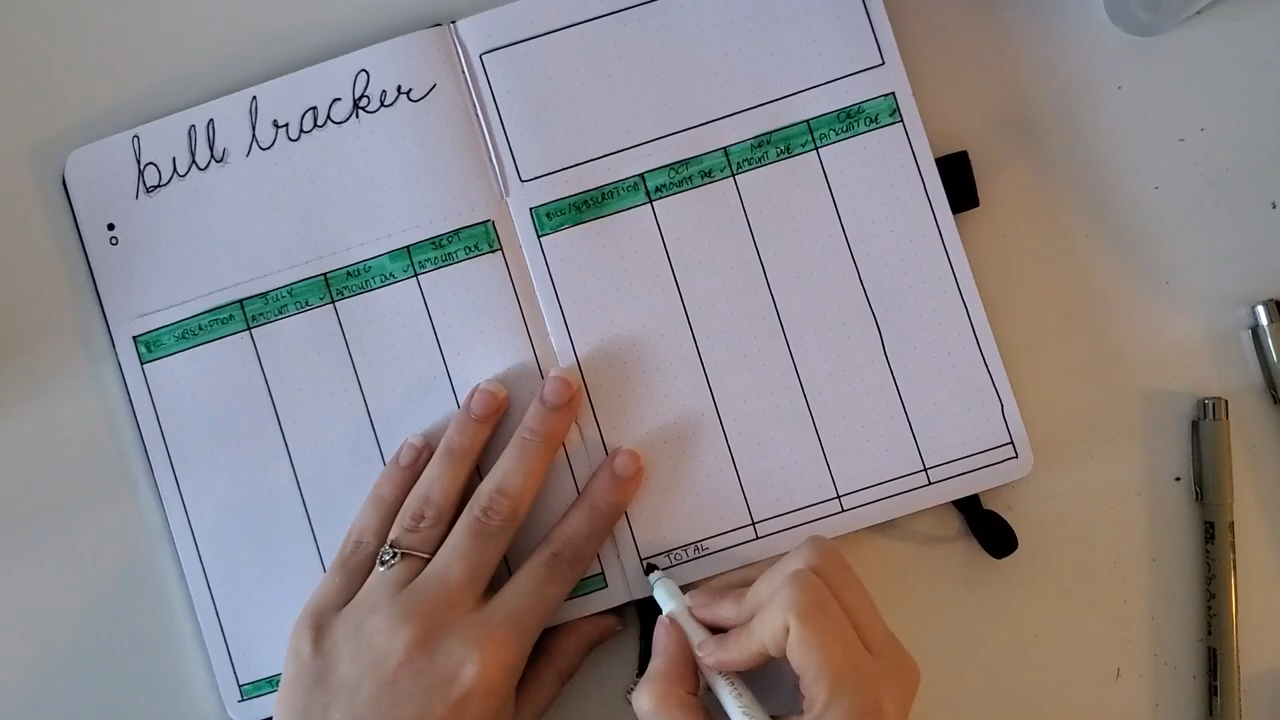 bill tracker
BILL/SUBSCRIPTION
JULY
AMOUNT DUE ✓
AUG
AMOUNT DUE ✓
SEPT
AMOUNT DUE ✓
BILL/SUBSCRIPTION
OCT
AMOUNT DUE ✓
NOV
AMOUNT DUE ✓
DEC
AMOUNT DUE ✓
TOTAL